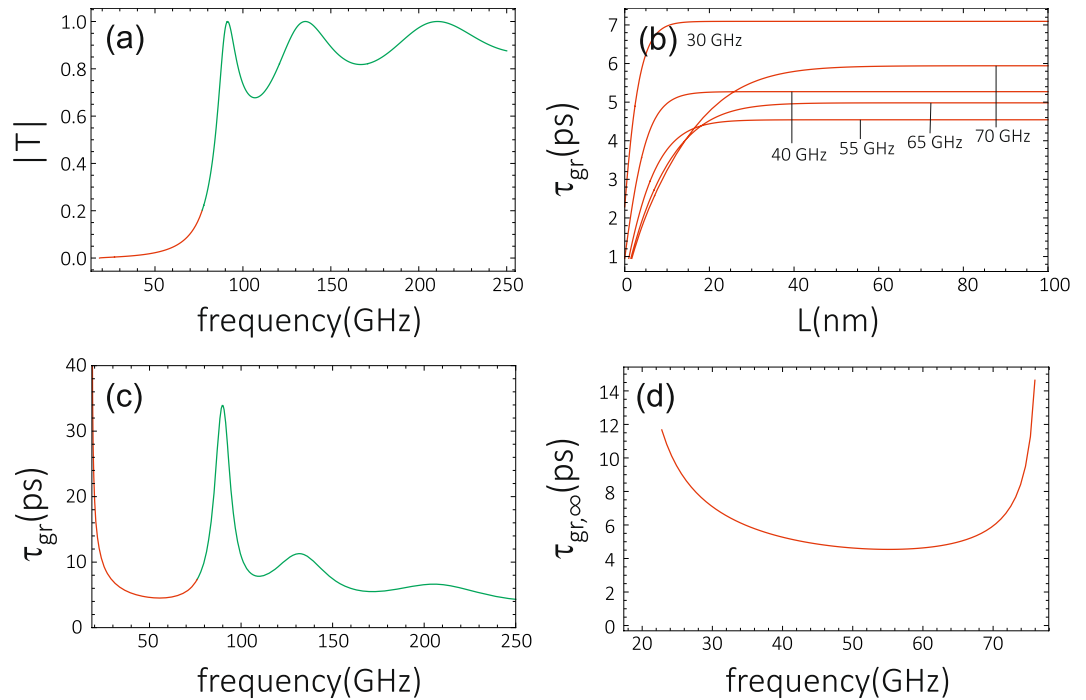 (a)
|T|
1.0
0.8
0.6
0.4
0.2
0.0
50
100
150
200
250
frequency(GHz)
(b)
τgr(ps)
7
6
5
4
3
2
1
30 GHz
40 GHz
55 GHz
65 GHz
70 GHz
0
20
40
60
80
100
L(nm)
(c)
τgr(ps)
40
30
20
10
0
50
100
150
200
250
frequency(GHz)
(d)
τgr,∞(ps)
14
12
10
8
6
4
2
0
20
30
40
50
60
70
frequency(GHz)